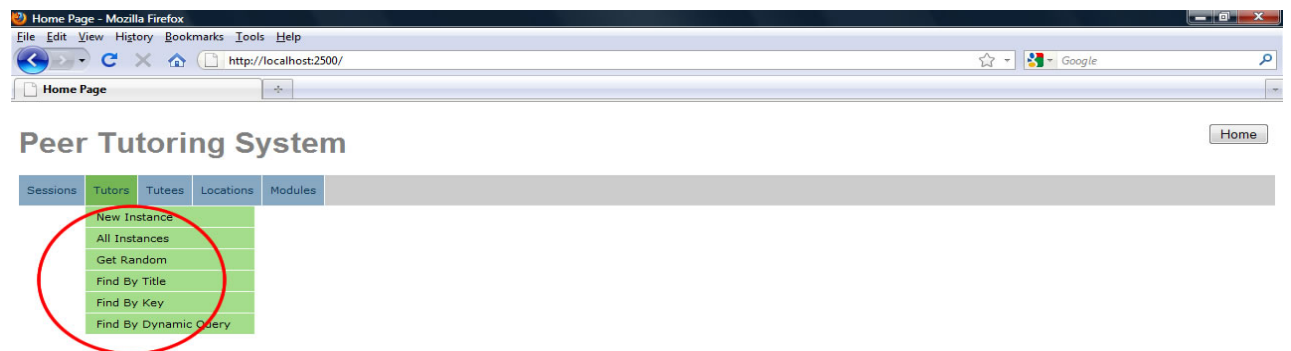 Home Page - Mozilla Firefox
File Edit View History Bookmarks Tools Help
http://localhost:2500/
Google
Home Page
Peer Tutoring System
Home
Sessions Tutors Tutees Locations Modules
New Instance
All Instances
Get Random
Find By Title
Find By Key
Find By Dynamic Query